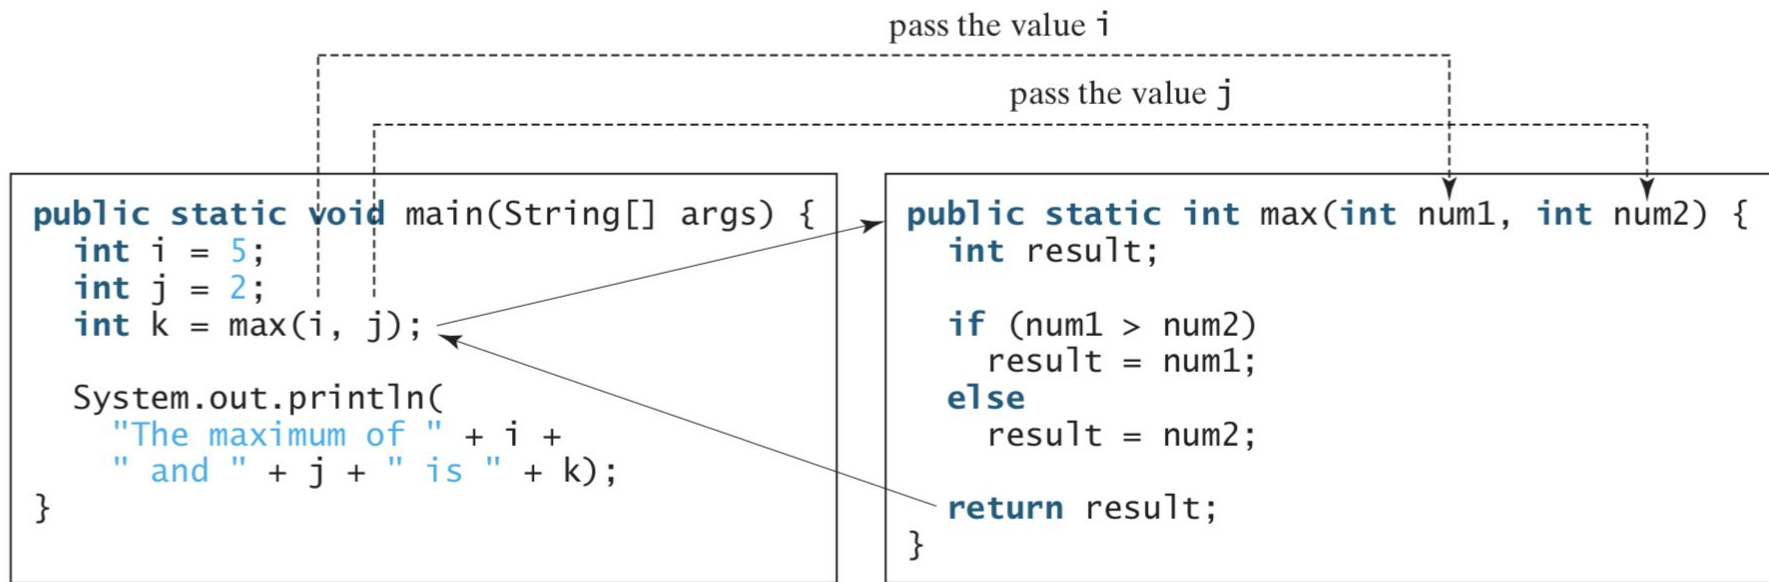 pass the value i
pass the value j
public static void main(String[] args) {
int i = 5;
int j = 2;
int k = max(i, j);
System.out.println(
"The maximum of " + i +
" and " + j + " is " + k);
}
public static int max(int num1, int num2) {
int result;
if (num1 > num2)
result = num1;
else
result = num2;
return result;
}